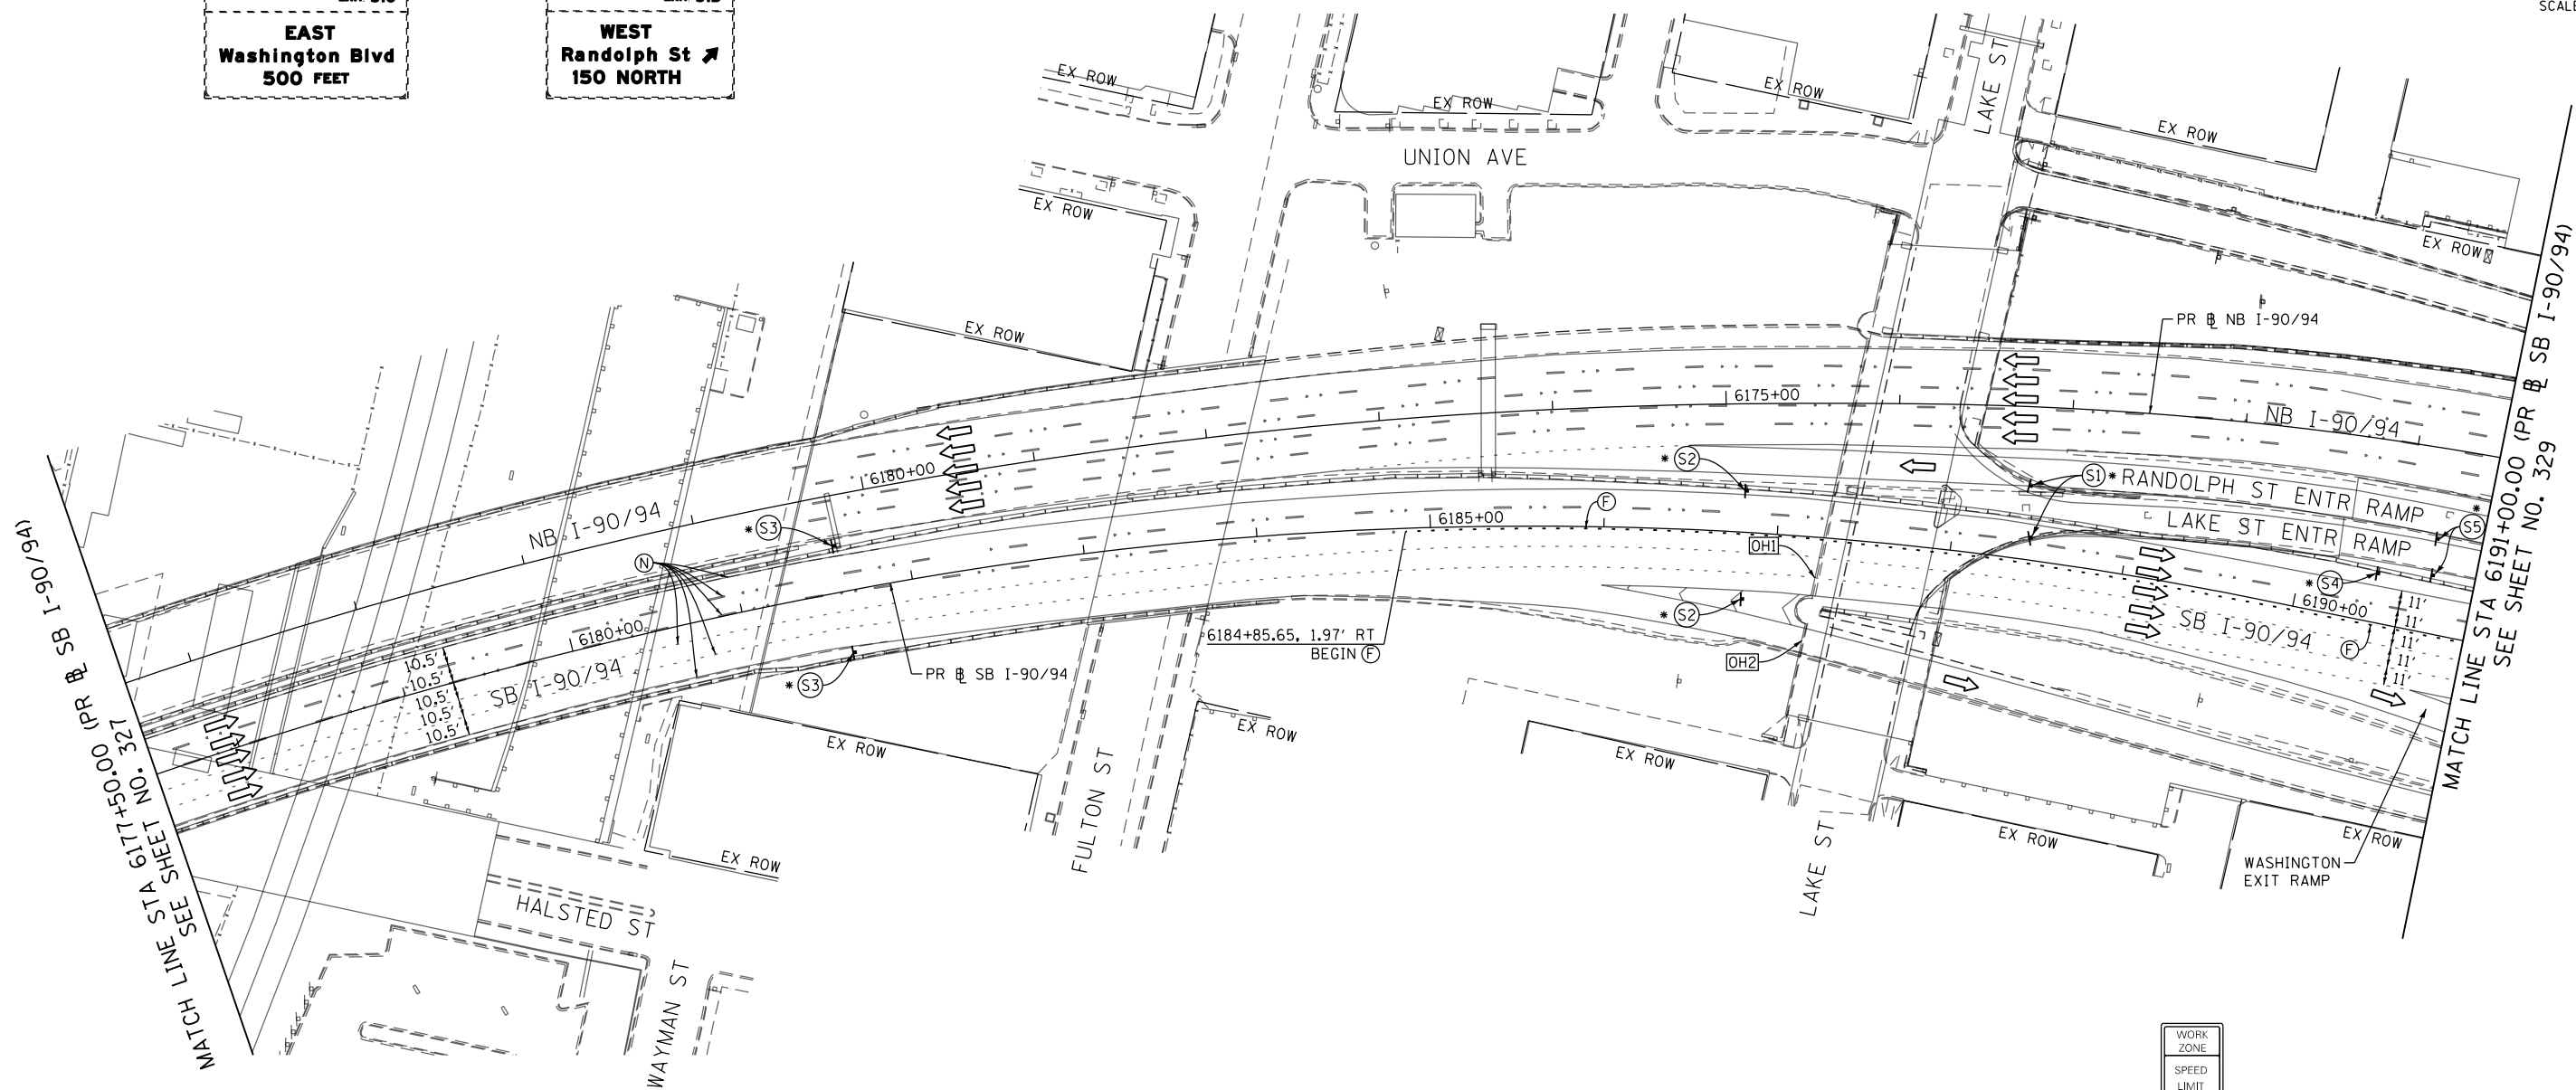 SCALE
EAST
Washington Blvd
500 FEET
WEST
Randolph St
150 NORTH
EX ROW
EX ROW
EX ROW
LAKE ST
EX ROW
UNION AVE
EX ROW
EX ROW
EX ROW
PR BL NB I-90/94
6175+00
NB I-90/94
6180+00
* S2
S1 *
RANDOLPH ST ENTR RAMP
*
S5
LAKE ST ENTR RAMP
NB I-90/94
* S3
6185+00
F
OH1
N
* S4
6190+00
11'
11'
11'
11'
11'
* S2
SB I-90/94
F
6180+00
6184+85.65, 1.97' RT
BEGIN F
OH2
10.5'
10.5'
10.5'
10.5'
10.5'
SB I-90/94
* S3
PR BL SB I-90/94
EX ROW
EX ROW
EX ROW
FULTON ST
LAKE ST
EX ROW
EX ROW
EX ROW
WASHINGTON
EXIT RAMP
HALSTED ST
WAYMAN ST
MATCH LINE STA 6177+50.00 (PR BL SB I-90/94)
SEE SHEET NO. 327
MATCH LINE STA 6191+00.00 (PR BL SB I-90/94)
SEE SHEET NO. 329
WORK
ZONE
SPEED
LIMIT